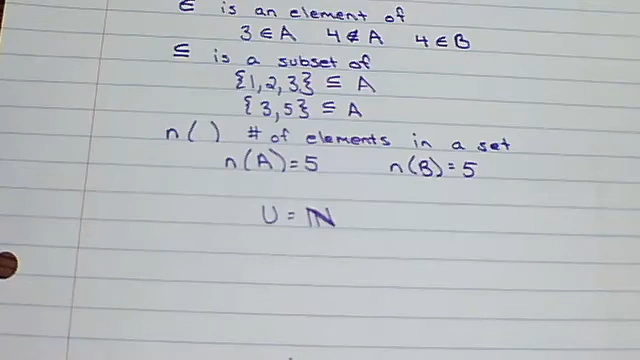 ∈ is an element of
3 ∈ A 4 ∉ A 4 ∈ B
⊆ is a subset of
{1,2,3} ⊆ A
{3,5} ⊆ A
n( ) # of elements in a set
n(A)=5 n(B)=5
U = ℕ